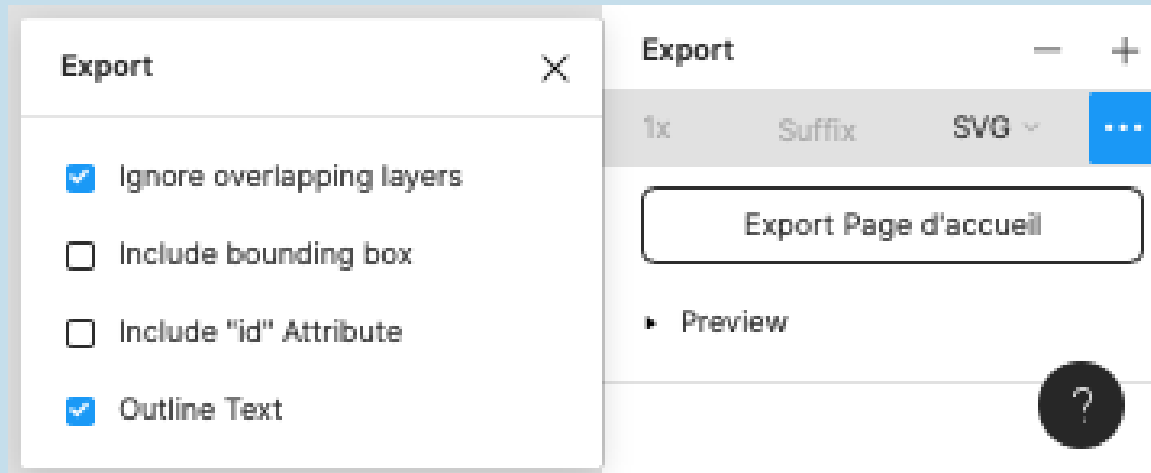 Export
Ignore overlapping layers
Include bounding box
Include "id" Attribute
Outline Text
Export
1x Suffix SVG
Export Page d'accueil
Preview
?